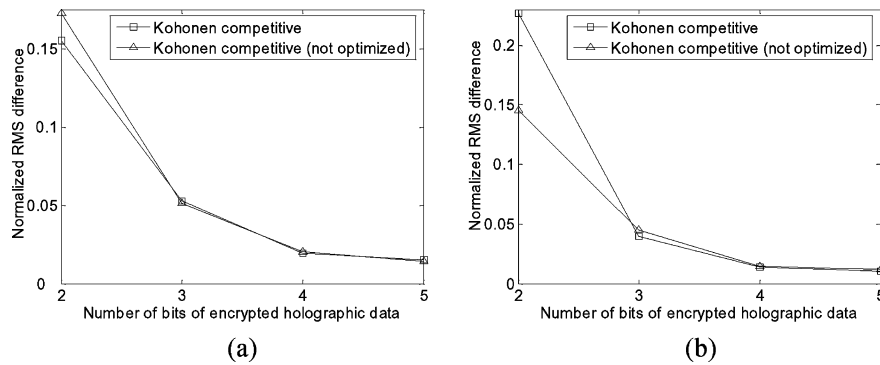 Kohonen competitive
Kohonen competitive (not optimized)
0.15
0.1
0.05
0
Normalized RMS difference
2 3 4 5
Number of bits of encrypted holographic data
(a)
Kohonen competitive
Kohonen competitive (not optimized)
0.2
0.15
0.1
0.05
0
Normalized RMS difference
2 3 4 5
Number of bits of encrypted holographic data
(b)